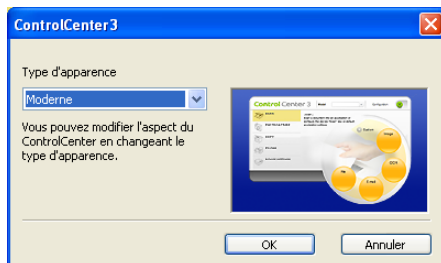 ControlCenter3
Type d'apparence
Moderne
Control Center 3
Vous pouvez modifier l'aspect du
ControlCenter en changeant le
type d'apparence.
OK
Annuler